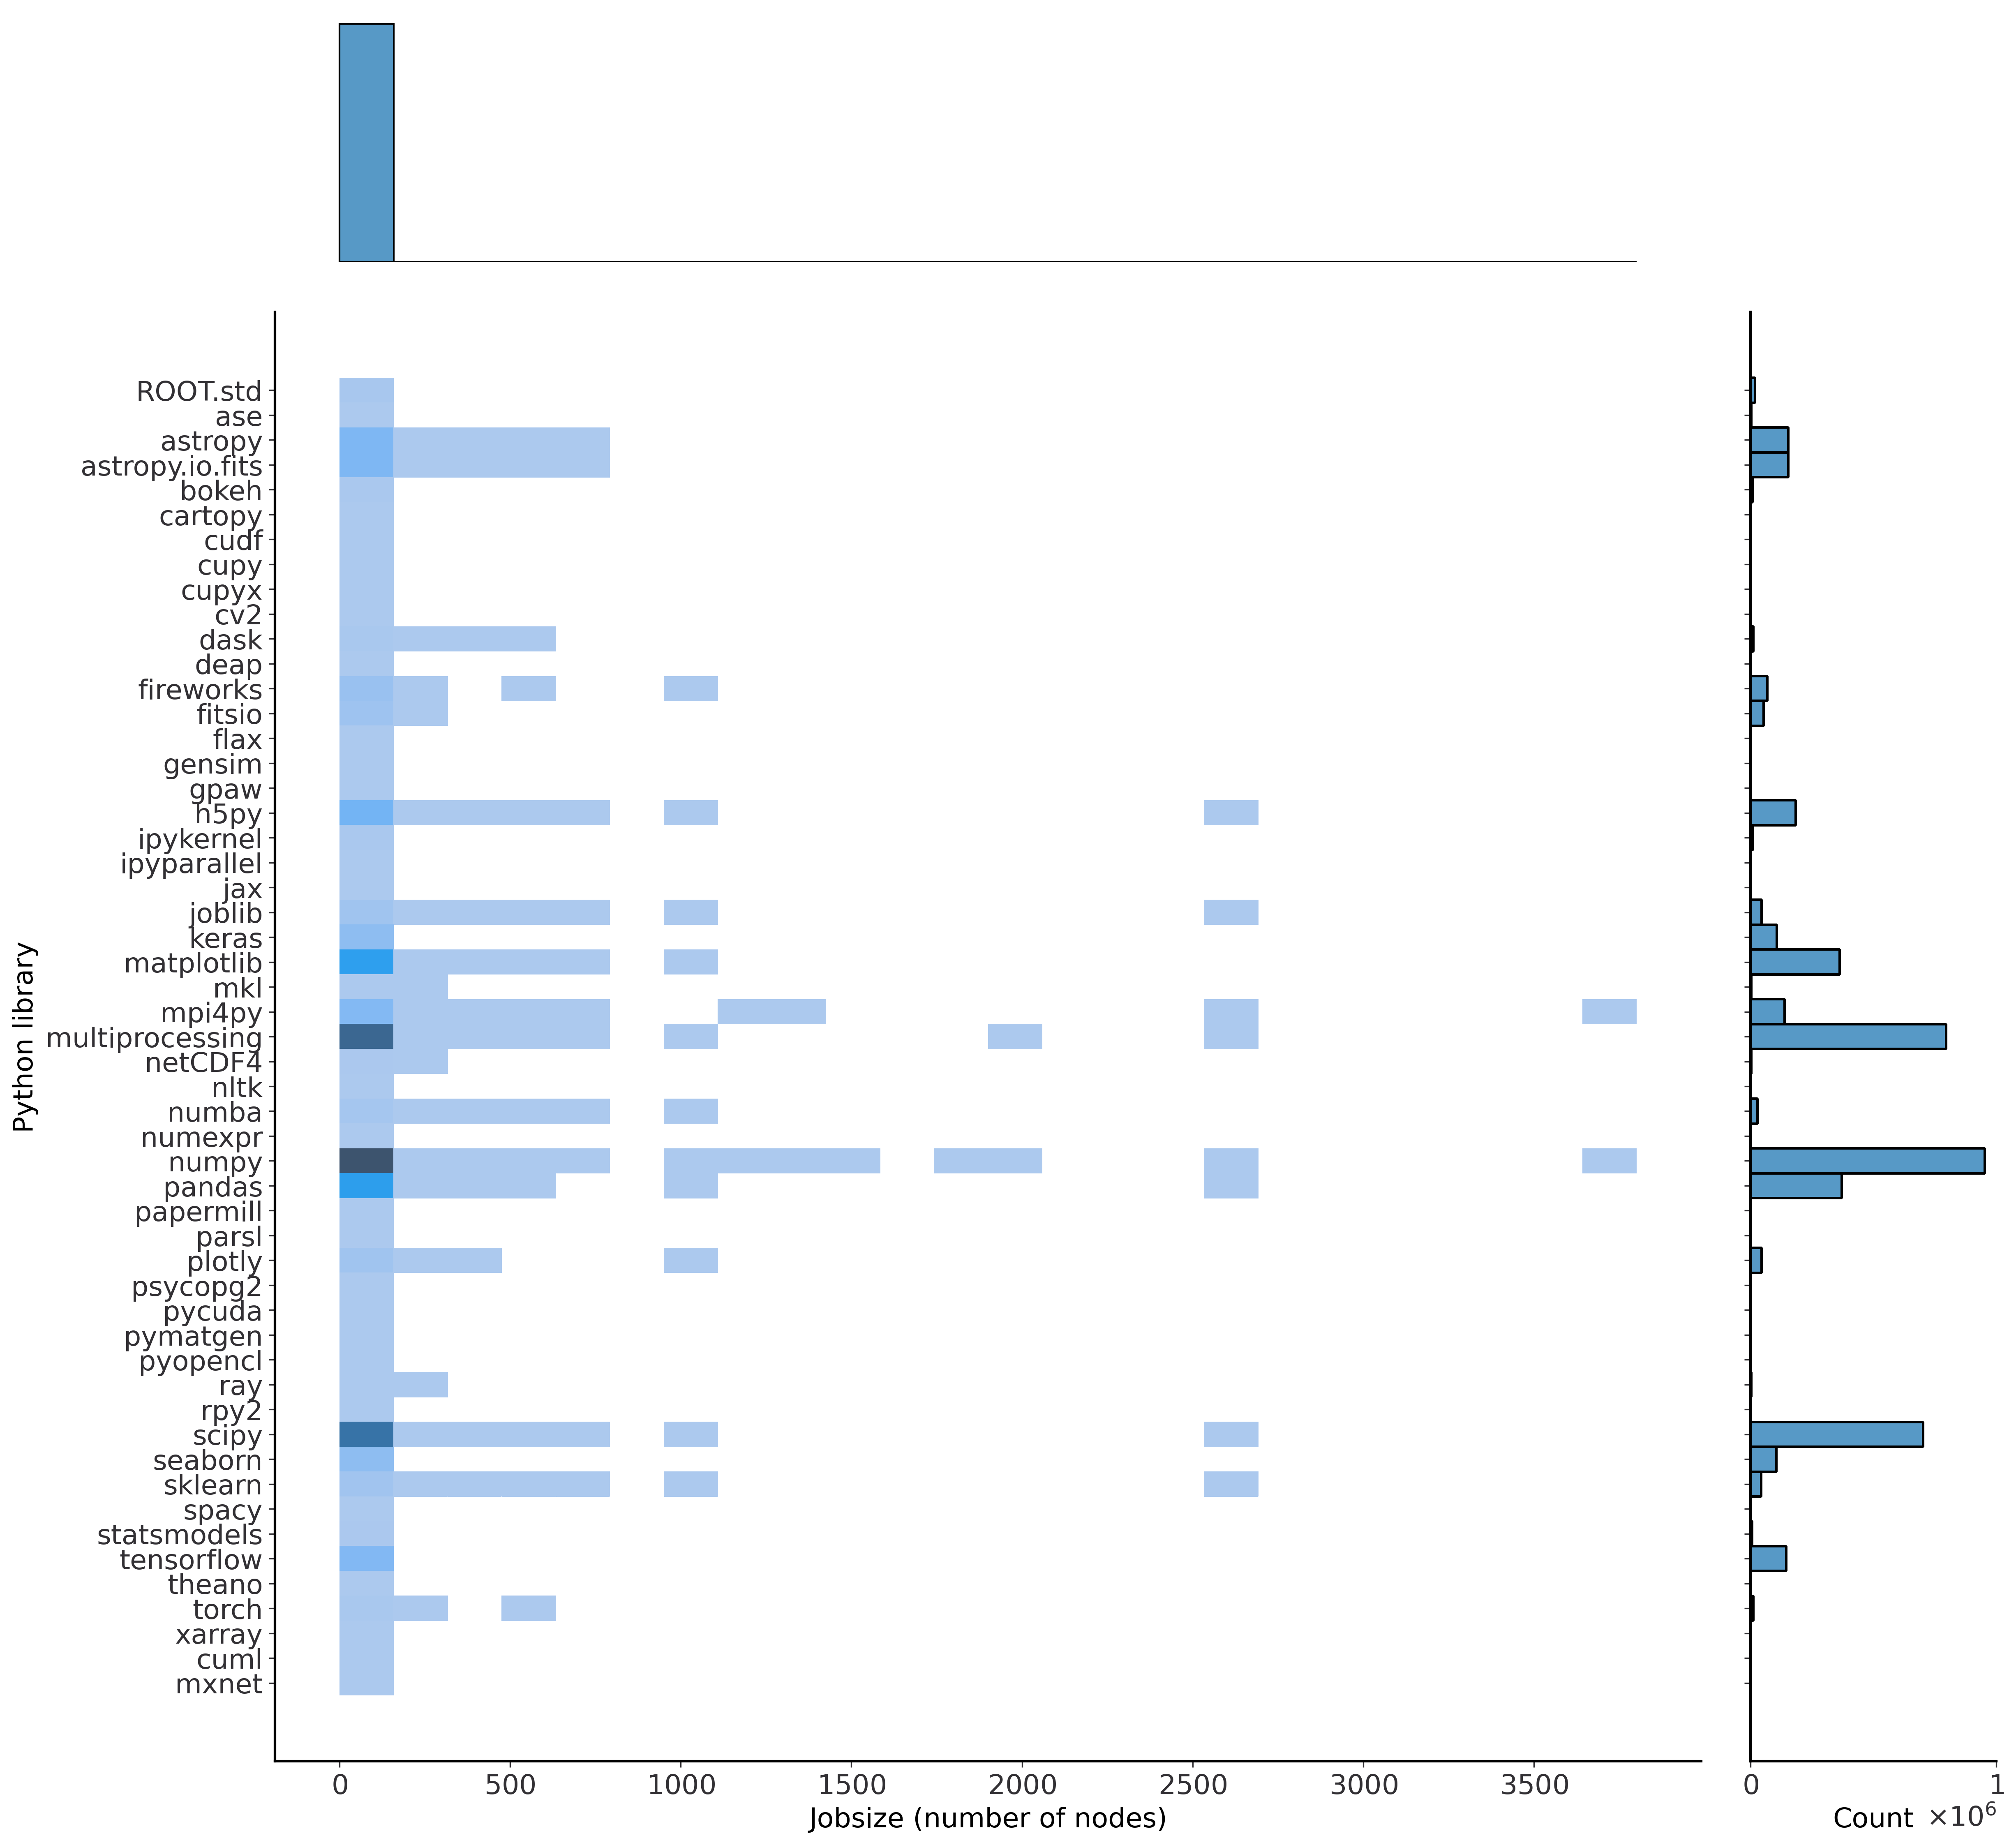 ROOT.std
ase
astropy
astropy.io.fits
bokeh
cartopy
cudf
cupy
cupyx
cv2
dask
deap
fireworks
fitsio
flax
gensim
gpaw
h5py
ipykernel
ipyparallel
jax
joblib
keras
matplotlib
mkl
mpi4py
multiprocessing
netCDF4
nltk
numba
numexpr
numpy
pandas
papermill
parsl
plotly
psycopg2
pycuda
pymatgen
pyopencl
ray
rpy2
scipy
seaborn
sklearn
spacy
statsmodels
tensorflow
theano
torch
xarray
cuml
mxnet
Python library
0 500 1000 1500 2000 2500 3000 3500
Jobsize (number of nodes)
0 1
Count ×10⁶